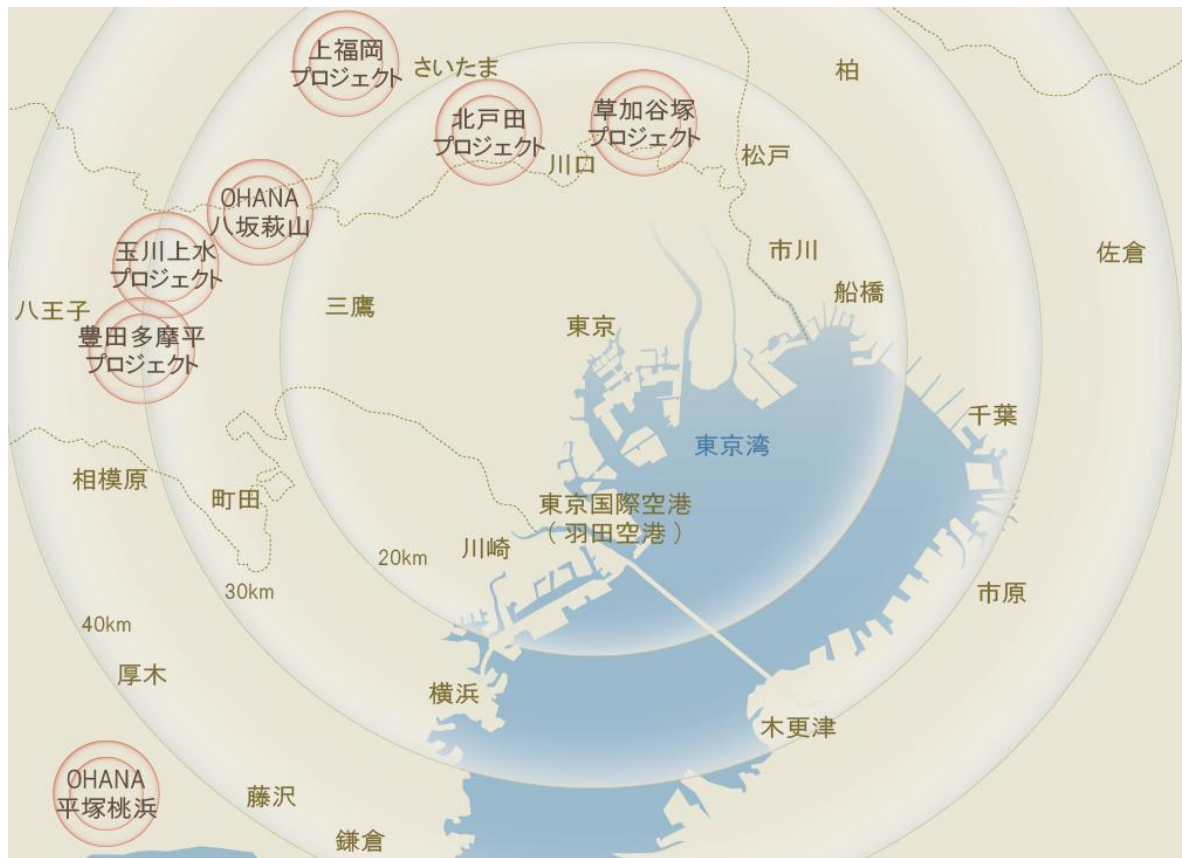 上福岡
プロジェクト
さいたま
柏
北戸田
プロジェクト
草加谷塚
プロジェクト
川口
松戸
OHANA
八坂萩山
玉川上水
プロジェクト
市川
佐倉
八王子
三鷹
船橋
東京
豊田多摩平
プロジェクト
千葉
東京湾
相模原
町田
東京国際空港
(羽田空港)
川崎
20km
30km
市原
40km
厚木
横浜
木更津
OHANA
平塚桃浜
藤沢
鎌倉